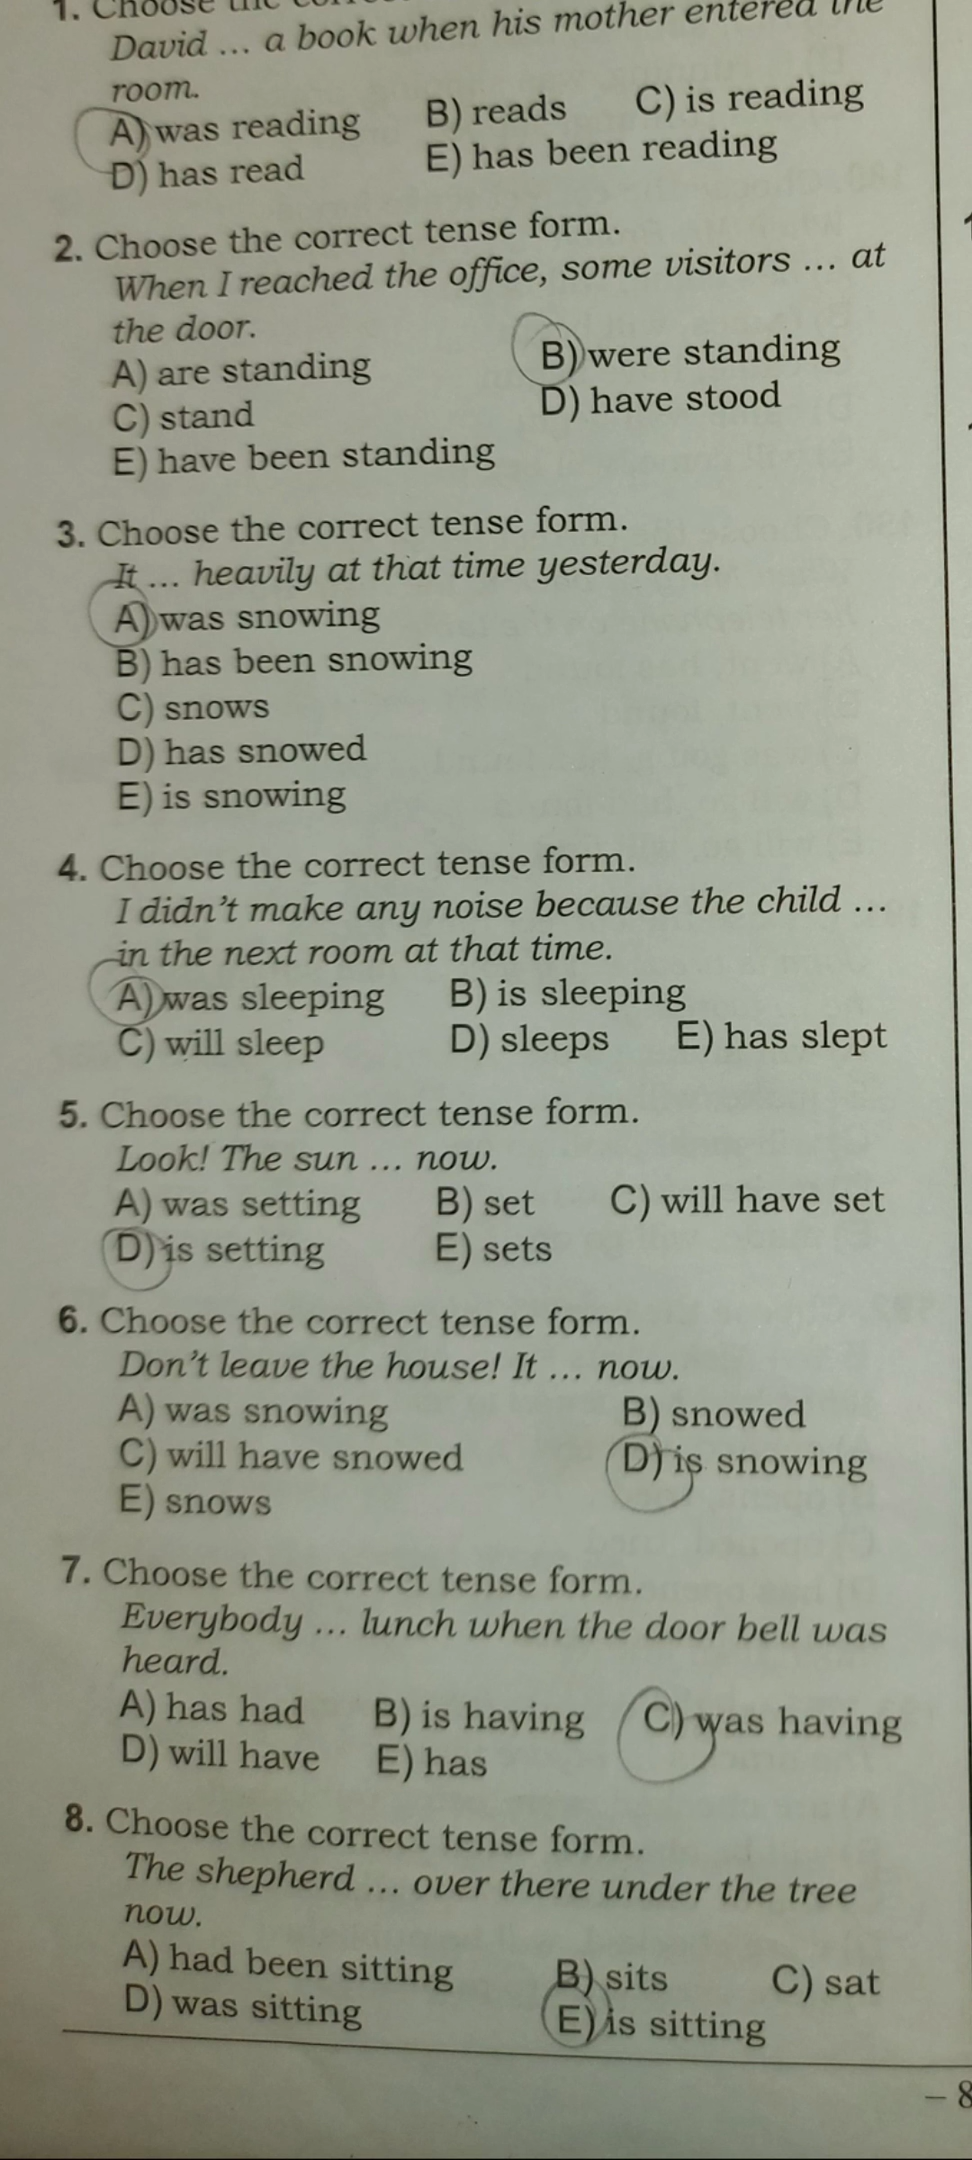 1. Choose the
David ... a book when his mother entered the
room.
A) was reading B) reads C) is reading
D) has read E) has been reading
2. Choose the correct tense form.
When I reached the office, some visitors ... at
the door.
A) are standing B) were standing
C) stand D) have stood
E) have been standing
3. Choose the correct tense form.
It ... heavily at that time yesterday.
A) was snowing
B) has been snowing
C) snows
D) has snowed
E) is snowing
4. Choose the correct tense form.
I didn't make any noise because the child ...
in the next room at that time.
A) was sleeping B) is sleeping
C) will sleep D) sleeps E) has slept
5. Choose the correct tense form.
Look! The sun ... now.
A) was setting B) set C) will have set
D) is setting E) sets
6. Choose the correct tense form.
Don't leave the house! It ... now.
A) was snowing B) snowed
C) will have snowed D) is snowing
E) snows
7. Choose the correct tense form.
Everybody ... lunch when the door bell was
heard.
A) has had B) is having C) was having
D) will have E) has
8. Choose the correct tense form.
The shepherd ... over there under the tree
now.
A) had been sitting B) sits C) sat
D) was sitting E) is sitting
– 8